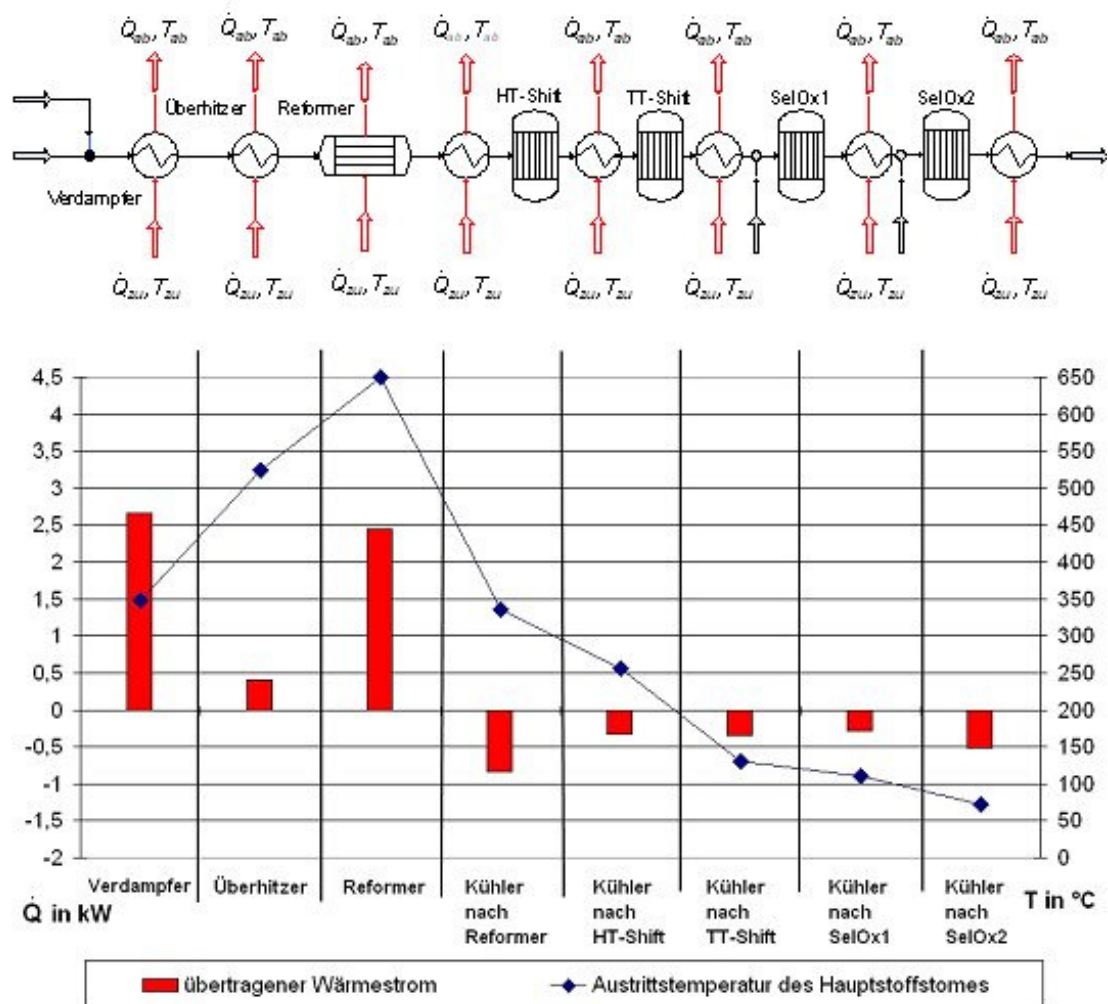 Q̇ab, Tab Q̇ab, Tab Q̇ab, Tab Q̇ab, Tab Q̇ab, Tab Q̇ab, Tab Q̇ab, Tab Q̇ab, Tab
Überhitzer Reformer HT-Shift TT-Shift SelOx1 SelOx2
Verdampfer
Q̇zu, Tzu Q̇zu, Tzu Q̇zu, Tzu Q̇zu, Tzu Q̇zu, Tzu Q̇zu, Tzu Q̇zu, Tzu Q̇zu, Tzu
4,5 650
4 600
3,5 550
3 500
2,5 450
2 400
1,5 350
1 300
0,5 250
0 200
-0,5 150
-1 100
-1,5 50
-2 0
Verdampfer Überhitzer Reformer Kühler Kühler Kühler Kühler Kühler
nach nach nach nach nach
Reformer HT-Shift TT-Shift SelOx1 SelOx2
Q̇ in kW T in °C
übertragener Wärmestrom Austrittstemperatur des Hauptstoffstomes